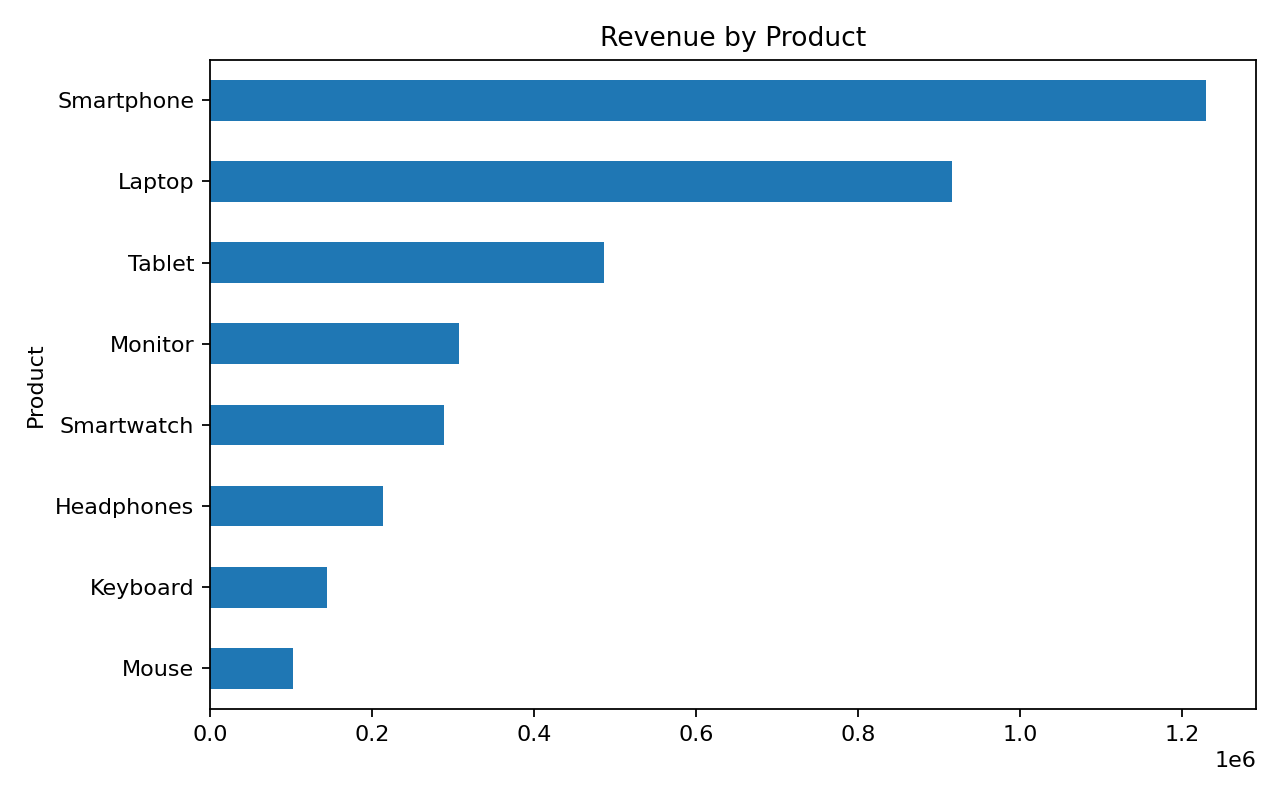 Revenue by Product
Smartphone
Laptop
Tablet
Monitor
Product
Smartwatch
Headphones
Keyboard
Mouse
0.0 0.2 0.4 0.6 0.8 1.0 1.2
1e6